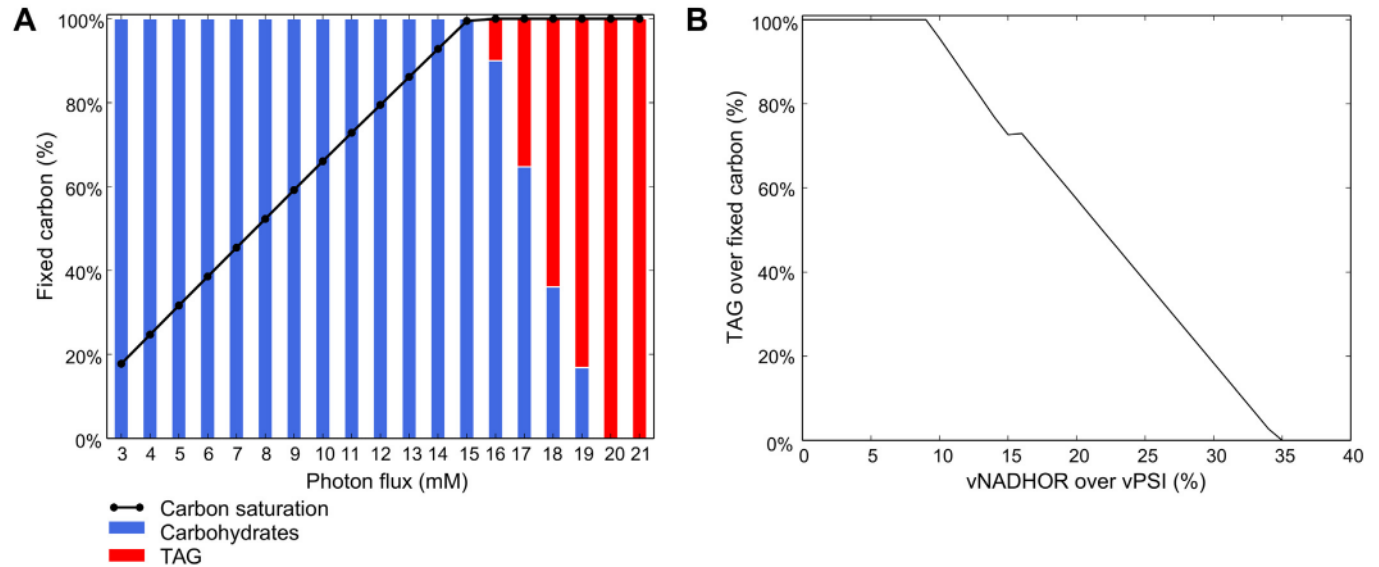 A
100%
80%
60%
40%
20%
0%
Fixed carbon (%)
3 4 5 6 7 8 9 10 11 12 13 14 15 16 17 18 19 20 21
Photon flux (mM)
Carbon saturation
Carbohydrates
TAG
B
100%
80%
60%
40%
20%
0%
TAG over fixed carbon (%)
0 5 10 15 20 25 30 35 40
vNADHOR over vPSI (%)